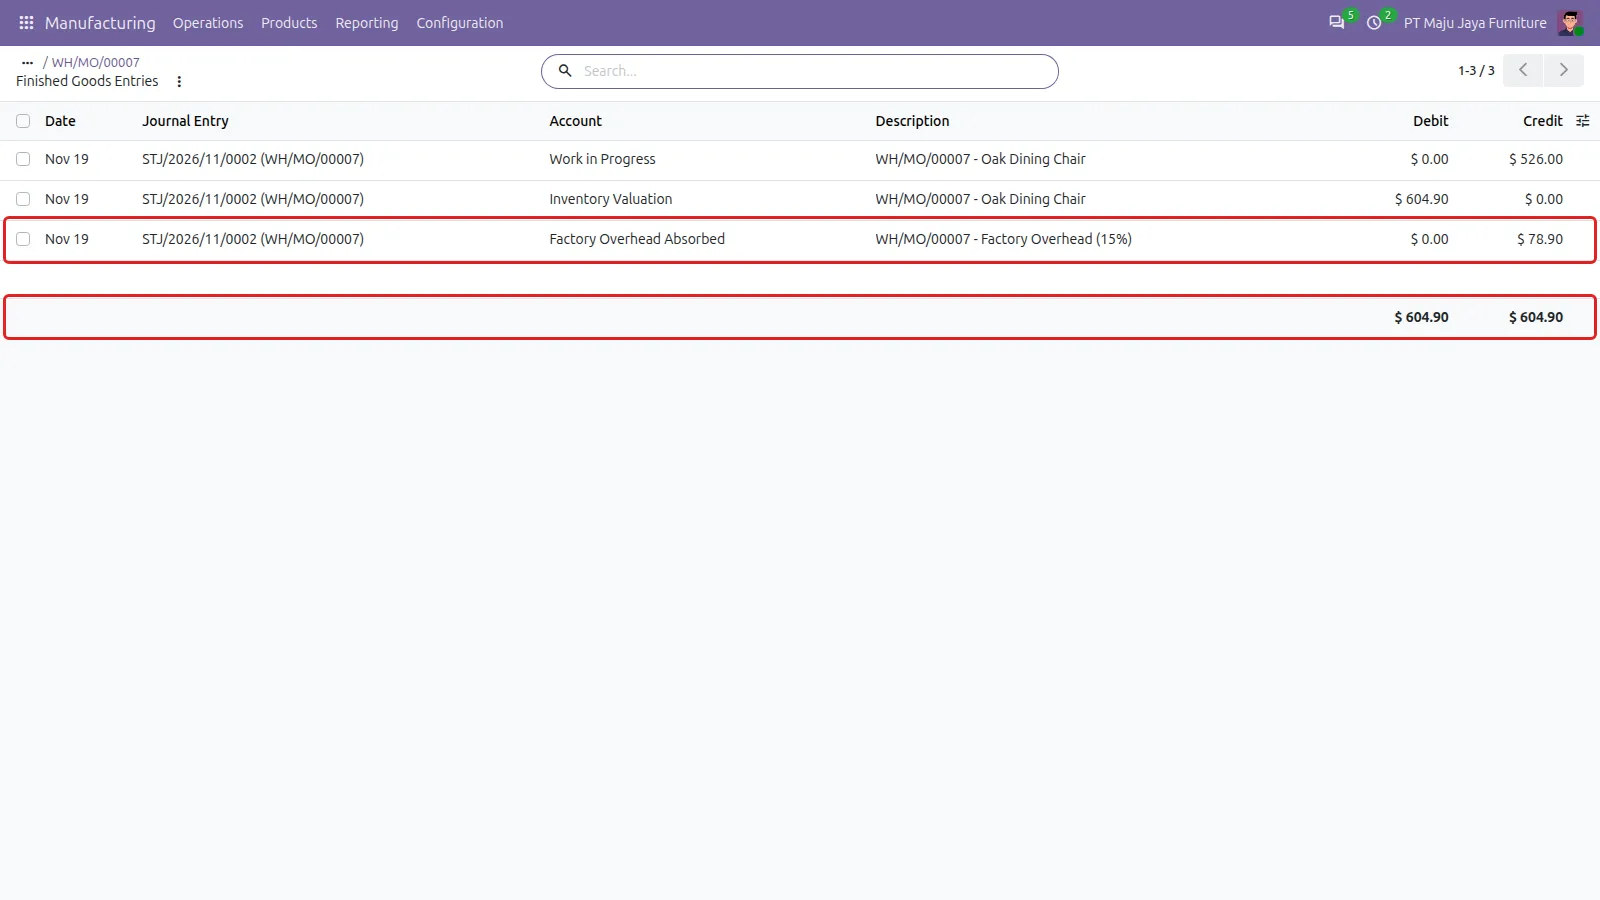 Manufacturing Operations Products Reporting Configuration 5 2 PT Maju Jaya Furniture
... / WH/MO/00007
Finished Goods Entries
Search...
1-3 / 3
Date Journal Entry Account Description Debit Credit
Nov 19 STJ/2026/11/0002 (WH/MO/00007) Work in Progress WH/MO/00007 - Oak Dining Chair $ 0.00 $ 526.00
Nov 19 STJ/2026/11/0002 (WH/MO/00007) Inventory Valuation WH/MO/00007 - Oak Dining Chair $ 604.90 $ 0.00
Nov 19 STJ/2026/11/0002 (WH/MO/00007) Factory Overhead Absorbed WH/MO/00007 - Factory Overhead (15%) $ 0.00 $ 78.90
$ 604.90 $ 604.90